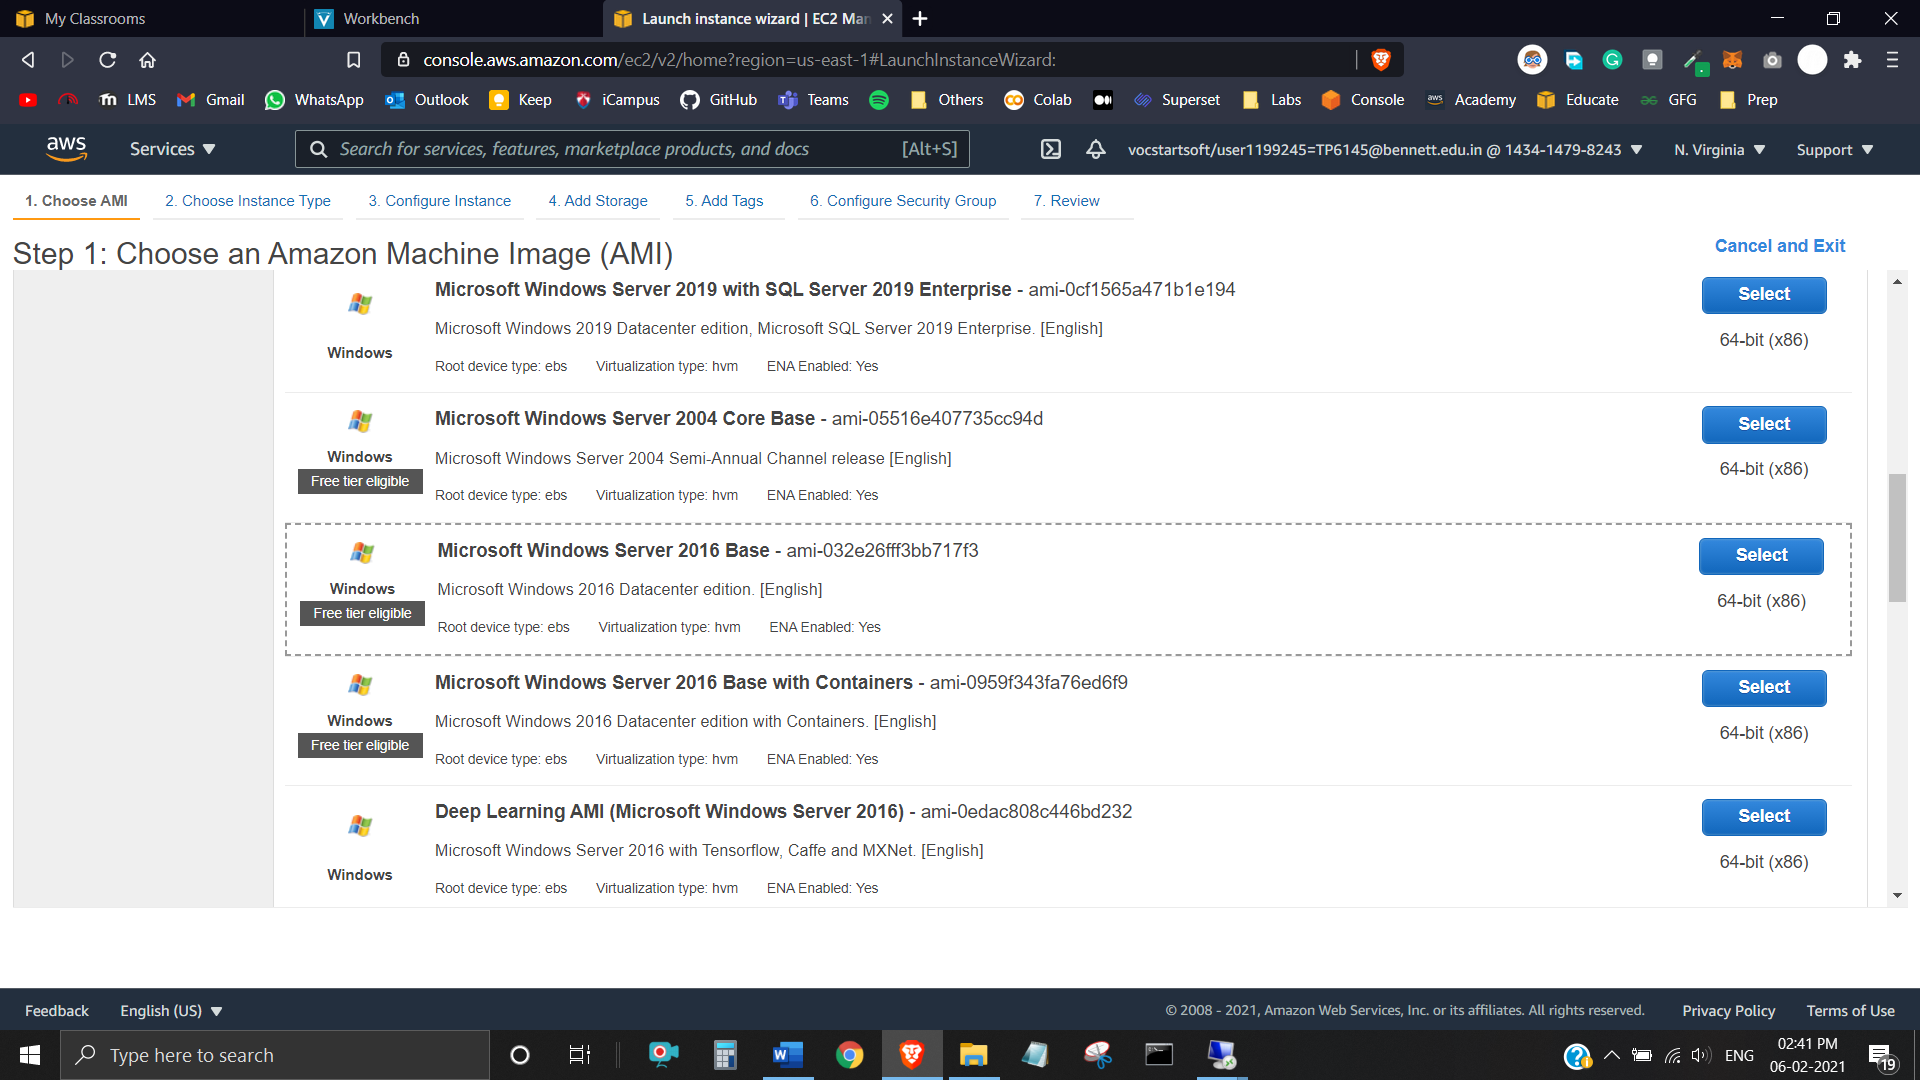 My Classrooms
Workbench
Launch instance wizard | EC2 Man
console.aws.amazon.com/ec2/v2/home?region=us-east-1#LaunchInstanceWizard:
LMS
Gmail
WhatsApp
Outlook
Keep
iCampus
GitHub
Teams
Others
Colab
Superset
Labs
Console
aws
Academy
Educate
GFG
Prep
aws
Services
Search for services, features, marketplace products, and docs
[Alt+S]
vocstartsoft/user1199245=TP6145@bennett.edu.in @ 1434-1479-8243
N. Virginia
Support
1. Choose AMI
2. Choose Instance Type
3. Configure Instance
4. Add Storage
5. Add Tags
6. Configure Security Group
7. Review
Step 1: Choose an Amazon Machine Image (AMI)
Cancel and Exit
Microsoft Windows Server 2019 with SQL Server 2019 Enterprise - ami-0cf1565a471b1e194
Select
Microsoft Windows 2019 Datacenter edition, Microsoft SQL Server 2019 Enterprise. [English]
64-bit (x86)
Windows
Root device type: ebs Virtualization type: hvm ENA Enabled: Yes
Microsoft Windows Server 2004 Core Base - ami-05516e407735cc94d
Select
Windows
Microsoft Windows Server 2004 Semi-Annual Channel release [English]
64-bit (x86)
Free tier eligible
Root device type: ebs Virtualization type: hvm ENA Enabled: Yes
Microsoft Windows Server 2016 Base - ami-032e26fff3bb717f3
Select
Windows
Microsoft Windows 2016 Datacenter edition. [English]
64-bit (x86)
Free tier eligible
Root device type: ebs Virtualization type: hvm ENA Enabled: Yes
Microsoft Windows Server 2016 Base with Containers - ami-0959f343fa76ed6f9
Select
Windows
Microsoft Windows 2016 Datacenter edition with Containers. [English]
64-bit (x86)
Free tier eligible
Root device type: ebs Virtualization type: hvm ENA Enabled: Yes
Deep Learning AMI (Microsoft Windows Server 2016) - ami-0edac808c446bd232
Select
Microsoft Windows Server 2016 with Tensorflow, Caffe and MXNet. [English]
64-bit (x86)
Windows
Root device type: ebs Virtualization type: hvm ENA Enabled: Yes
Feedback
English (US)
© 2008 - 2021, Amazon Web Services, Inc. or its affiliates. All rights reserved.
Privacy Policy
Terms of Use
Type here to search
ENG
02:41 PM
06-02-2021
19